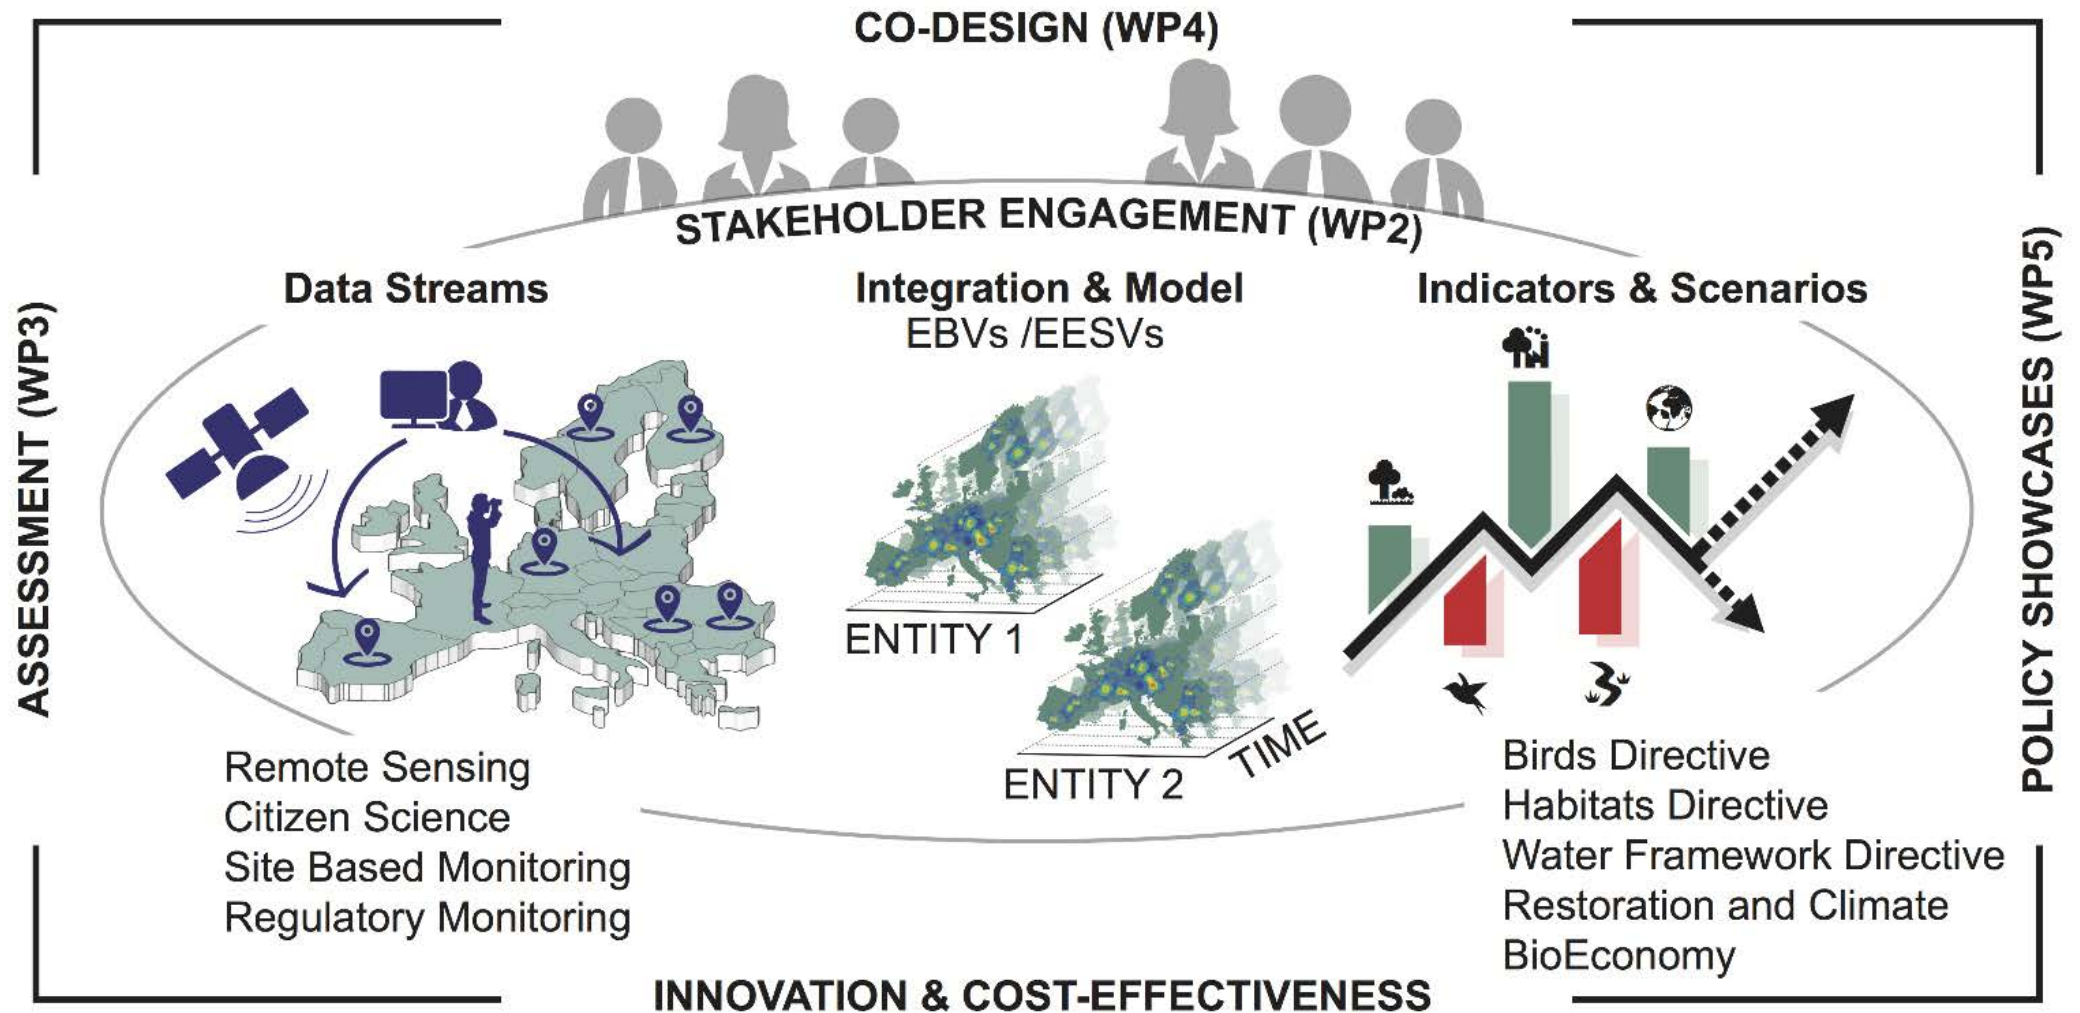 CO-DESIGN (WP4)
STAKEHOLDER ENGAGEMENT (WP2)
ASSESSMENT (WP3)
Data Streams
Remote Sensing
Citizen Science
Site Based Monitoring
Regulatory Monitoring
Integration & Model
EBVs /EESVs
ENTITY 1
ENTITY 2
TIME
Indicators & Scenarios
Birds Directive
Habitats Directive
Water Framework Directive
Restoration and Climate
BioEconomy
POLICY SHOWCASES (WP5)
INNOVATION & COST-EFFECTIVENESS